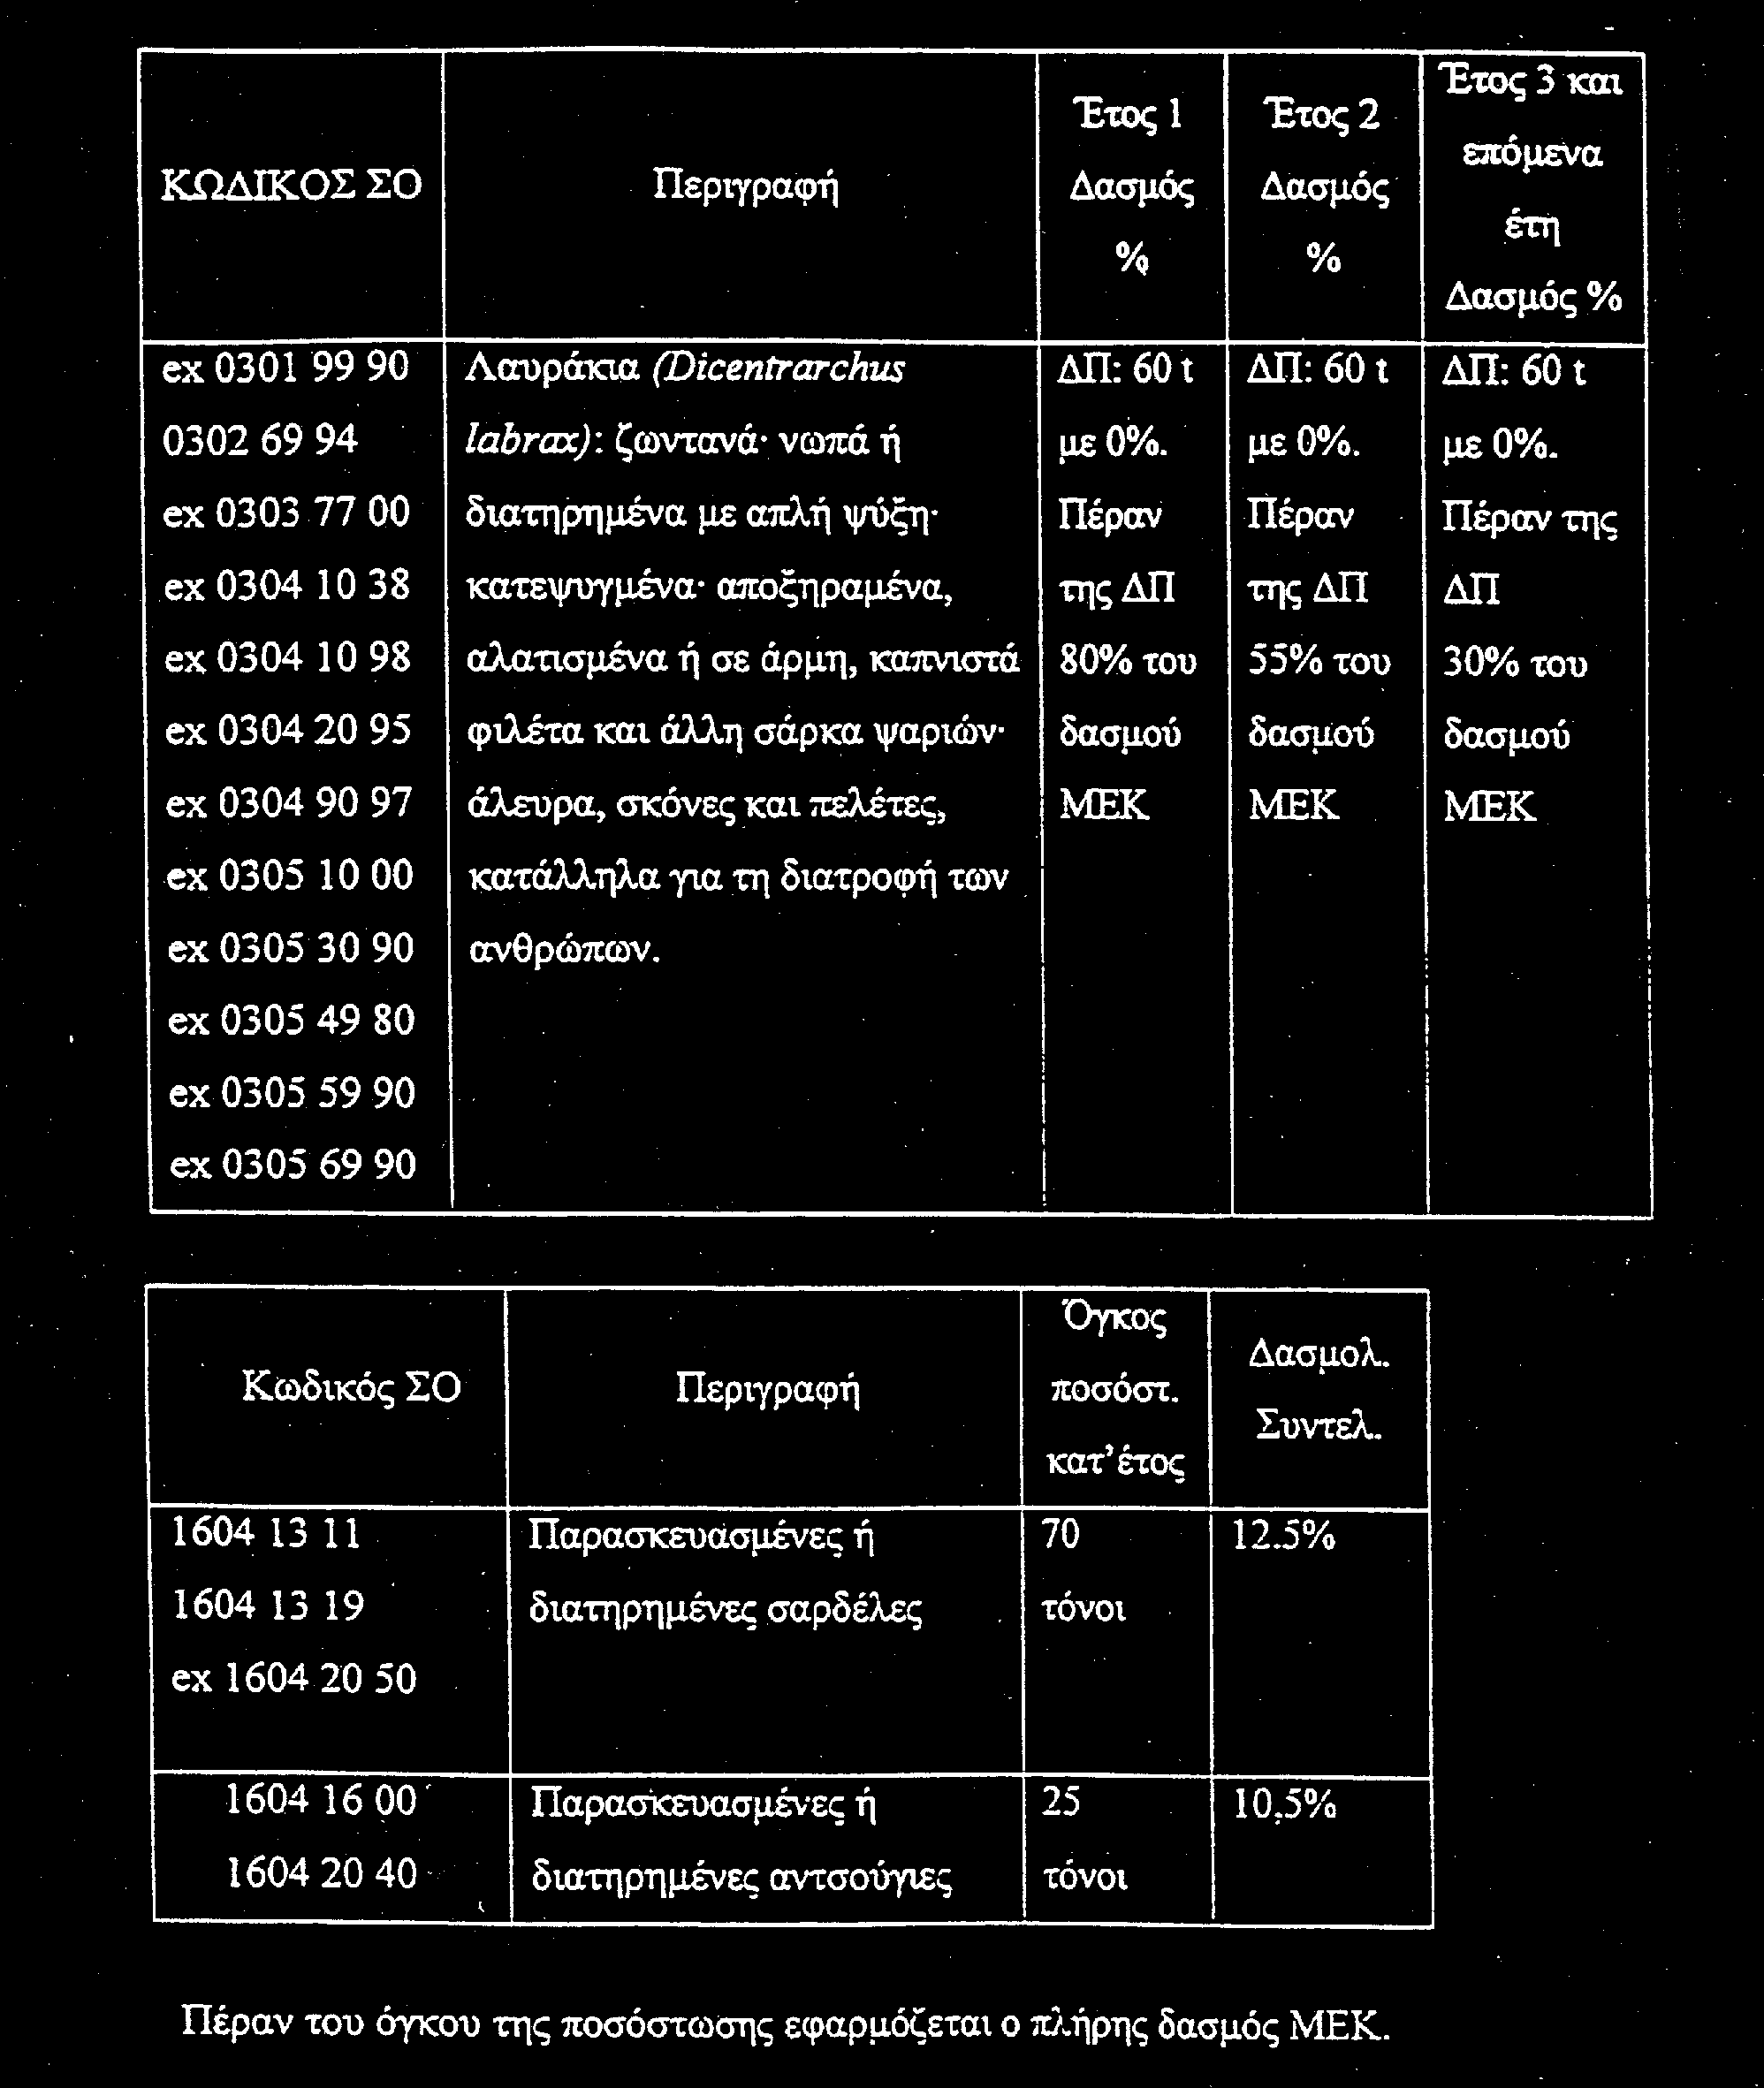 ΚΩΔΙΚΟΣ ΣΟ
Περιγραφή
Έτος 1
Δασμός
%
Έτος 2
Δασμός
%
Έτος 3 και
επόμενα
έτη
Δασμός %
ex 0301 99 90
0302 69 94
ex 0303 77 00
ex 0304 10 38
ex 0304 10 98
ex 0304 20 95
ex 0304 90 97
ex 0305 10 00
ex 0305 30 90
ex 0305 49 80
ex 0305 59 90
ex 0305 69 90
Λαυράκια (Dicentrarchus
labrax): ζωντανά· νωπά ή
διατηρημένα με απλή ψύξη·
κατεψυγμένα· αποξηραμένα,
αλατισμένα ή σε άρμη, καπνιστά
φιλέτα και άλλη σάρκα ψαριών·
άλευρα, σκόνες και πελέτες,
κατάλληλα για τη διατροφή των
ανθρώπων.
ΔΠ: 60 t
με 0%.
Πέραν
της ΔΠ
80% του
δασμού
ΜΕΚ
ΔΠ: 60 t
με 0%.
Πέραν
της ΔΠ
55% του
δασμού
ΜΕΚ
ΔΠ: 60 t
με 0%.
Πέραν της
ΔΠ
30% του
δασμού
ΜΕΚ
Κωδικός ΣΟ
Περιγραφή
Όγκος
ποσόστ.
κατ’έτος
Δασμολ.
Συντελ.
1604 13 11
1604 13 19
ex 1604 20 50
Παρασκευασμένες ή
διατηρημένες σαρδέλες
70
τόνοι
12.5%
1604 16 00
1604 20 40
Παρασκευασμένες ή
διατηρημένες αντσούγιες
25
τόνοι
10,5%
Πέραν του όγκου της ποσόστωσης εφαρμόζεται ο πλήρης δασμός ΜΕΚ.